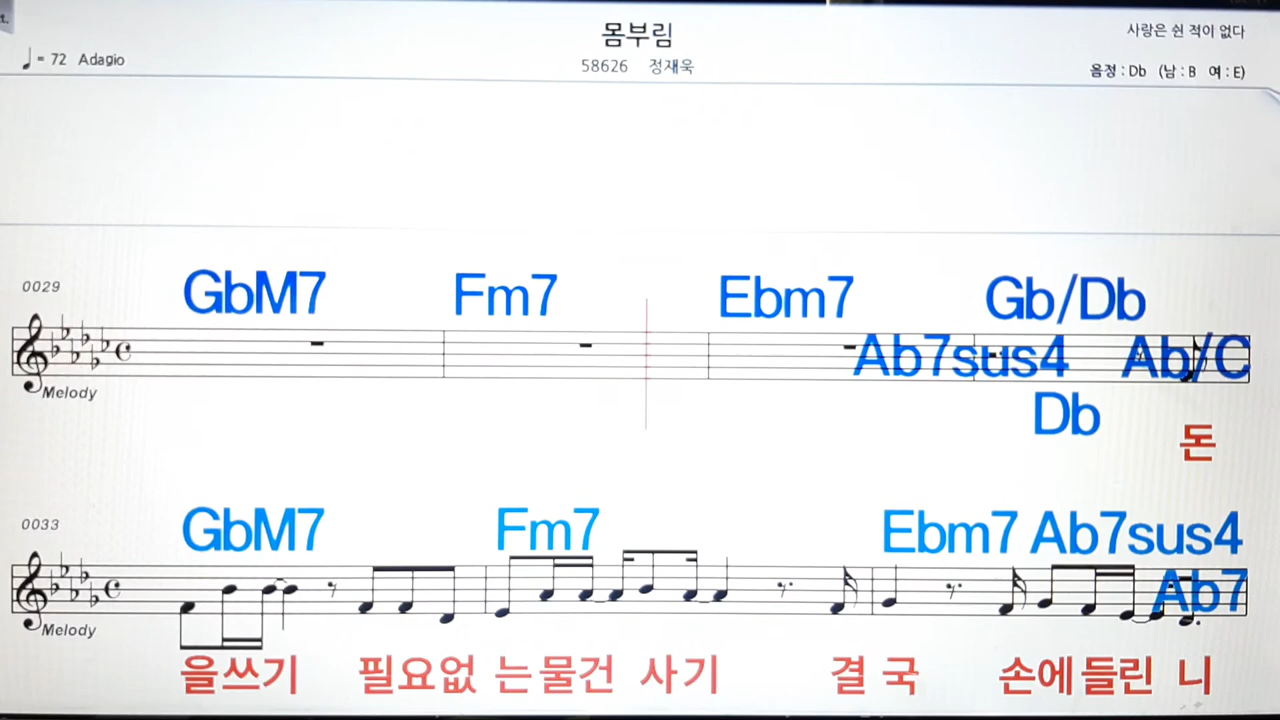 t.
몸부림
사랑은 쉰 적이 없다
= 72 Adagio
58626 정재욱
음정 : Db (남 : B 여 : E)
0029
GbM7 Fm7 Ebm7 Gb/Db
Ab7sus4 Ab/C
Melody
Db
돈
0033
GbM7 Fm7 Ebm7 Ab7sus4
Ab7
Melody
을쓰기 필요없 는물건 사기 결 국 손에들린 니